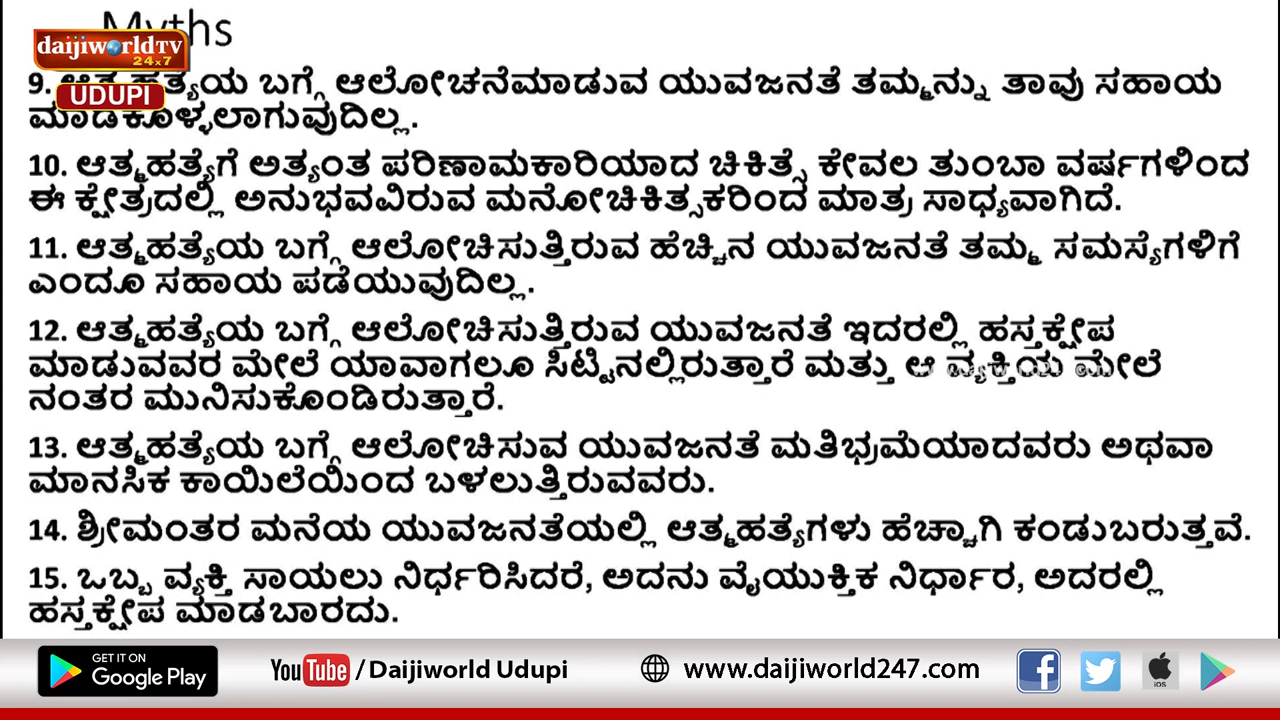 Myths
daijiworldTV
24x7
UDUPI
9. ಆತ್ಮಹತ್ಯೆಯ ಬಗ್ಗೆ ಆಲೋಚನೆಮಾಡುವ ಯುವಜನತೆ ತಮ್ಮನ್ನು ತಾವು ಸಹಾಯ
ಮಾಡಿಕೊಳ್ಳಲಾಗುವುದಿಲ್ಲ.
10. ಆತ್ಮಹತ್ಯೆಗೆ ಅತ್ಯಂತ ಪರಿಣಾಮಕಾರಿಯಾದ ಚಿಕಿತ್ಸೆ ಕೇವಲ ತುಂಬಾ ವರ್ಷಗಳಿಂದ
ಈ ಕ್ಷೇತ್ರದಲ್ಲಿ ಅನುಭವವಿರುವ ಮನೋಚಿಕಿತ್ಸಕರಿಂದ ಮಾತ್ರ ಸಾಧ್ಯವಾಗಿದೆ.
11. ಆತ್ಮಹತ್ಯೆಯ ಬಗ್ಗೆ ಆಲೋಚಿಸುತ್ತಿರುವ ಹೆಚ್ಚಿನ ಯುವಜನತೆ ತಮ್ಮ ಸಮಸ್ಯೆಗಳಿಗೆ
ಎಂದೂ ಸಹಾಯ ಪಡೆಯುವುದಿಲ್ಲ.
12. ಆತ್ಮಹತ್ಯೆಯ ಬಗ್ಗೆ ಆಲೋಚಿಸುತ್ತಿರುವ ಯುವಜನತೆ ಇದರಲ್ಲಿ ಹಸ್ತಕ್ಷೇಪ
ಮಾಡುವವರ ಮೇಲೆ ಯಾವಾಗಲೂ ಸಿಟ್ಟಿನಲ್ಲಿರುತ್ತಾರೆ ಮತ್ತು ಆ ವ್ಯಕ್ತಿಯ ಮೇಲೆ
www.daijiworld247.com
ನಂತರ ಮುನಿಸುಕೊಂಡಿರುತ್ತಾರೆ.
13. ಆತ್ಮಹತ್ಯೆಯ ಬಗ್ಗೆ ಆಲೋಚಿಸುವ ಯುವಜನತೆ ಮತಿಭ್ರಮೆಯಾದವರು ಅಥವಾ
ಮಾನಸಿಕ ಕಾಯಿಲೆಯಿಂದ ಬಳಲುತ್ತಿರುವವರು.
14. ಶ್ರೀಮಂತರ ಮನೆಯ ಯುವಜನತೆಯಲ್ಲಿ ಆತ್ಮಹತ್ಯೆಗಳು ಹೆಚ್ಚಾಗಿ ಕಂಡುಬರುತ್ತವೆ.
15. ಒಬ್ಬ ವ್ಯಕ್ತಿ ಸಾಯಲು ನಿರ್ಧರಿಸಿದರೆ, ಅದನು ವೈಯುಕ್ತಿಕ ನಿರ್ಧಾರ, ಅದರಲ್ಲಿ
ಹಸ್ತಕ್ಷೇಪ ಮಾಡಬಾರದು.
GET IT ON
Google Play
YouTube / Daijiworld Udupi
www.daijiworld247.com
iOS